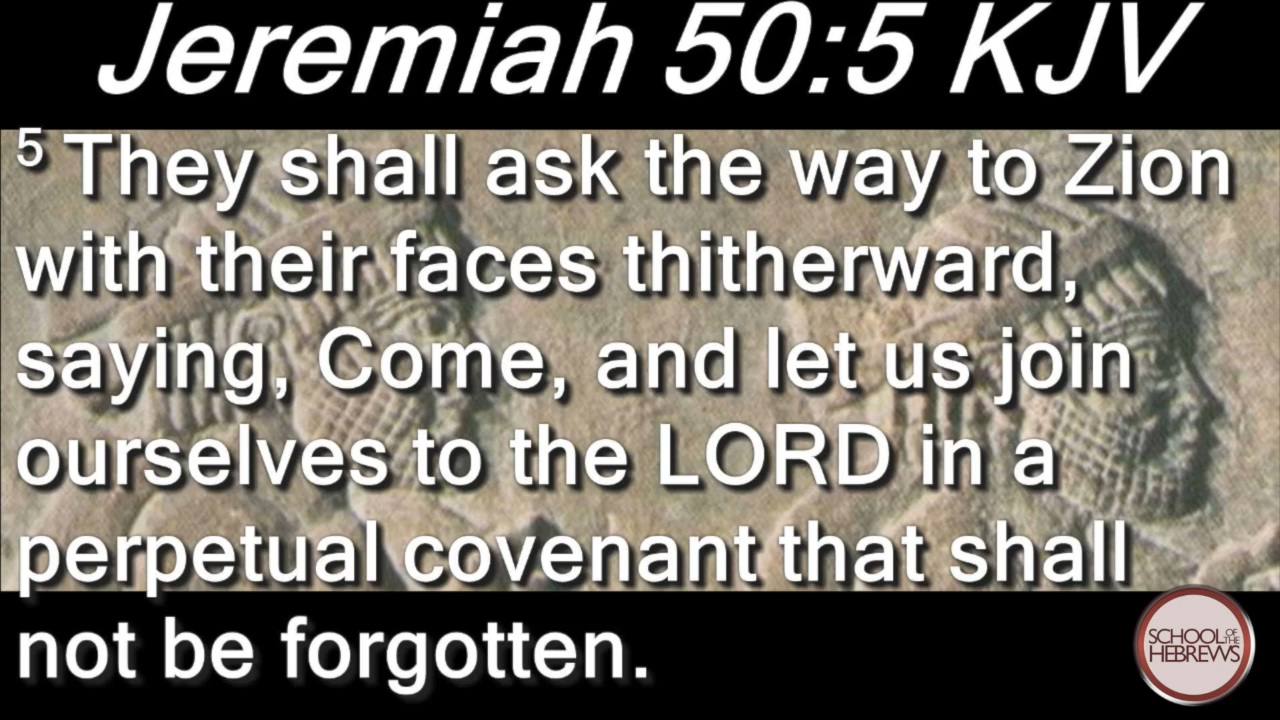 Jeremiah 50:5 KJV
5 They shall ask the way to Zion
with their faces thitherward,
saying, Come, and let us join
ourselves to the LORD in a
perpetual covenant that shall
not be forgotten.
SCHOOL OF THE
HEBREWS